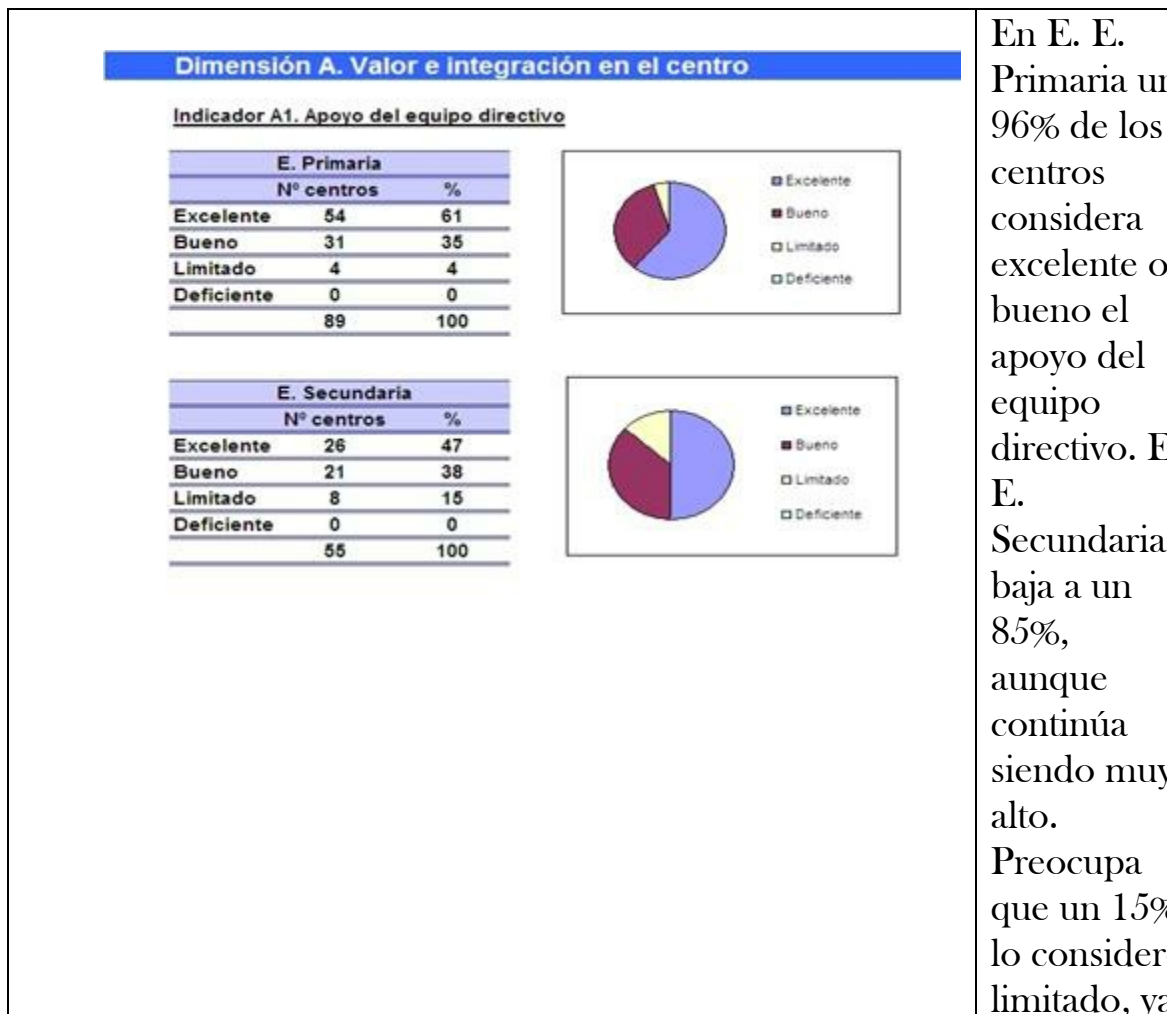 Dimensión A. Valor e integración en el centro
Indicador A1. Apoyo del equipo directivo
E. Primaria
Nº centros %
Excelente 54 61
Bueno 31 35
Limitado 4 4
Deficiente 0 0
89 100
Excelente
Bueno
Limitado
Deficiente
E. Secundaria
Nº centros %
Excelente 26 47
Bueno 21 38
Limitado 8 15
Deficiente 0 0
55 100
Excelente
Bueno
Limitado
Deficiente
En E. E.
Primaria
96% de los
centros
considera
excelente o
bueno el
apoyo del
equipo
directivo.
E.
Secundaria
baja a un
85%,
aunque
continúa
siendo muy
alto.
Preocupa
que un 15%
lo
limitado,